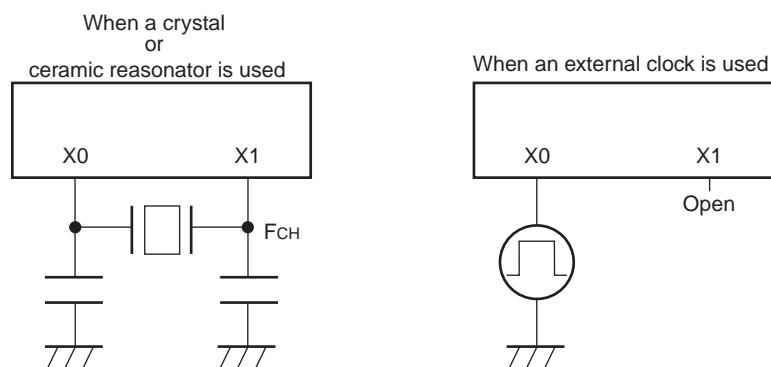 When a crystal
or
ceramic reasonator is used
X0 X1
FCH
When an external clock is used
X0 X1
Open